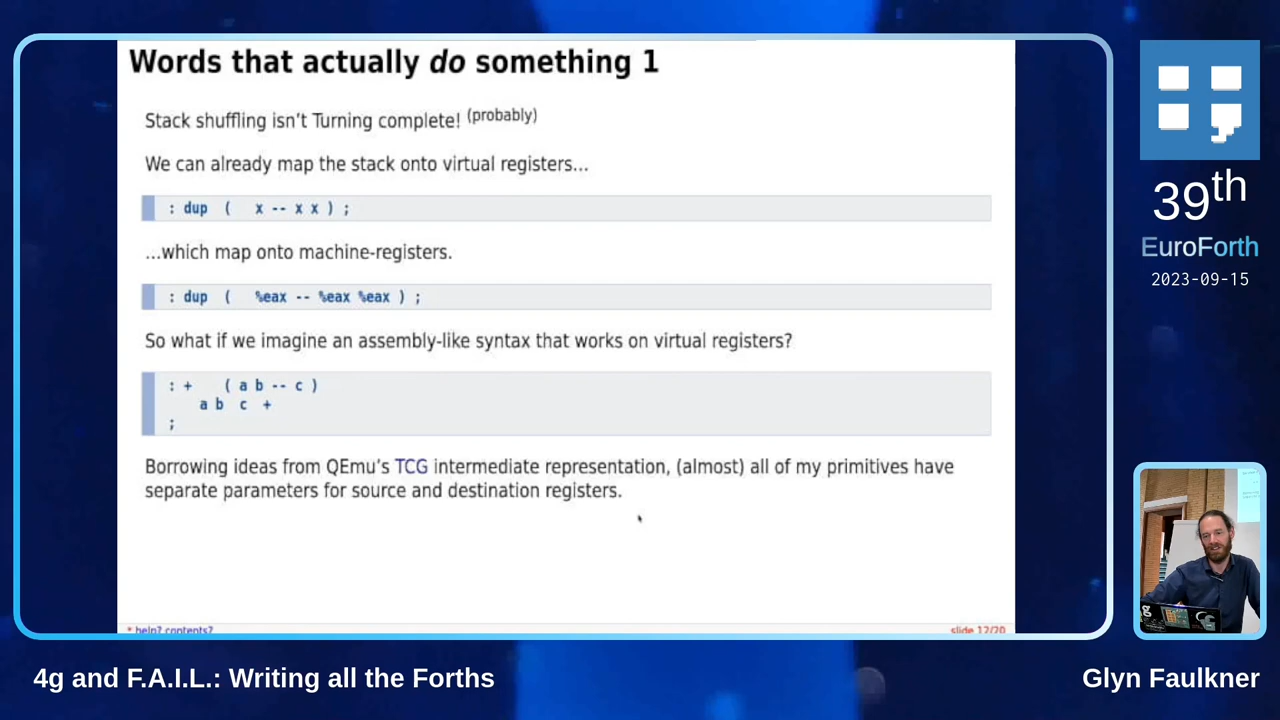 Words that actually do something 1
Stack shuffling isn't Turning complete! (probably)
We can already map the stack onto virtual registers...
: dup ( x -- x x ) ;
...which map onto machine-registers.
: dup ( %eax -- %eax %eax ) ;
So what if we imagine an assembly-like syntax that works on virtual registers?
: + ( a b -- c )
a b c +
;
Borrowing ideas from QEmu's TCG intermediate representation, (almost) all of my primitives have
separate parameters for source and destination registers.
* help? contents?
slide 12/20
39th
EuroForth
2023-09-15
4g and F.A.I.L.: Writing all the Forths
Glyn Faulkner